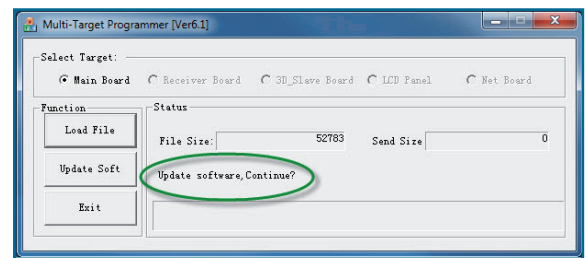 Multi-Target Programmer [Ver6.1]
Select Target:
Main Board Receiver Board 3D_Slave Board LCD Panel Net Board
Function
Status
Load File
File Size: 52783 Send Size 0
Update Soft
Update software,Continue?
Exit